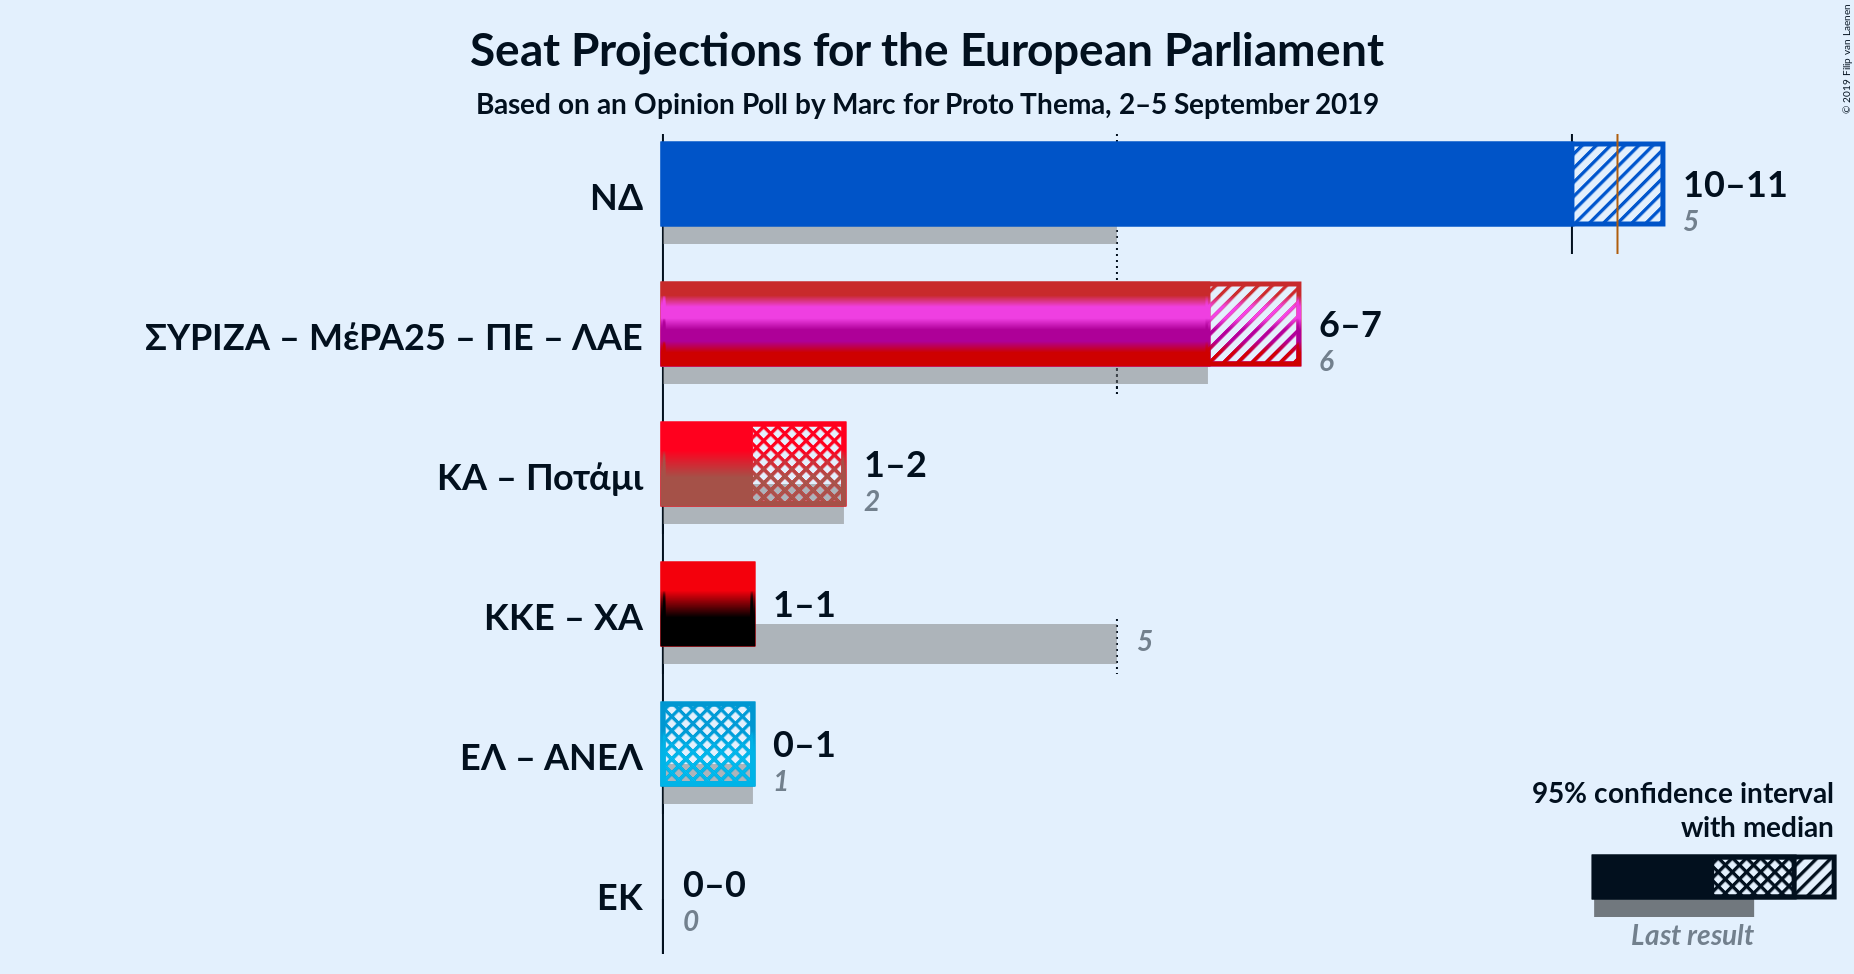 Seat Projections for the European Parliament
Based on an Opinion Poll by Marc for Proto Thema, 2–5 September 2019
© 2019 Filip van Laenen
ΝΔ
10–11
5
ΣΥΡΙΖΑ – ΜέΡΑ25 – ΠΕ – ΛΑΕ
6–7
6
ΚΑ – Ποτάμι
1–2
2
ΚΚΕ – ΧΑ
1–1
5
ΕΛ – ΑΝΕΛ
0–1
1
ΕΚ
0–0
0
95% confidence interval
with median
Last result